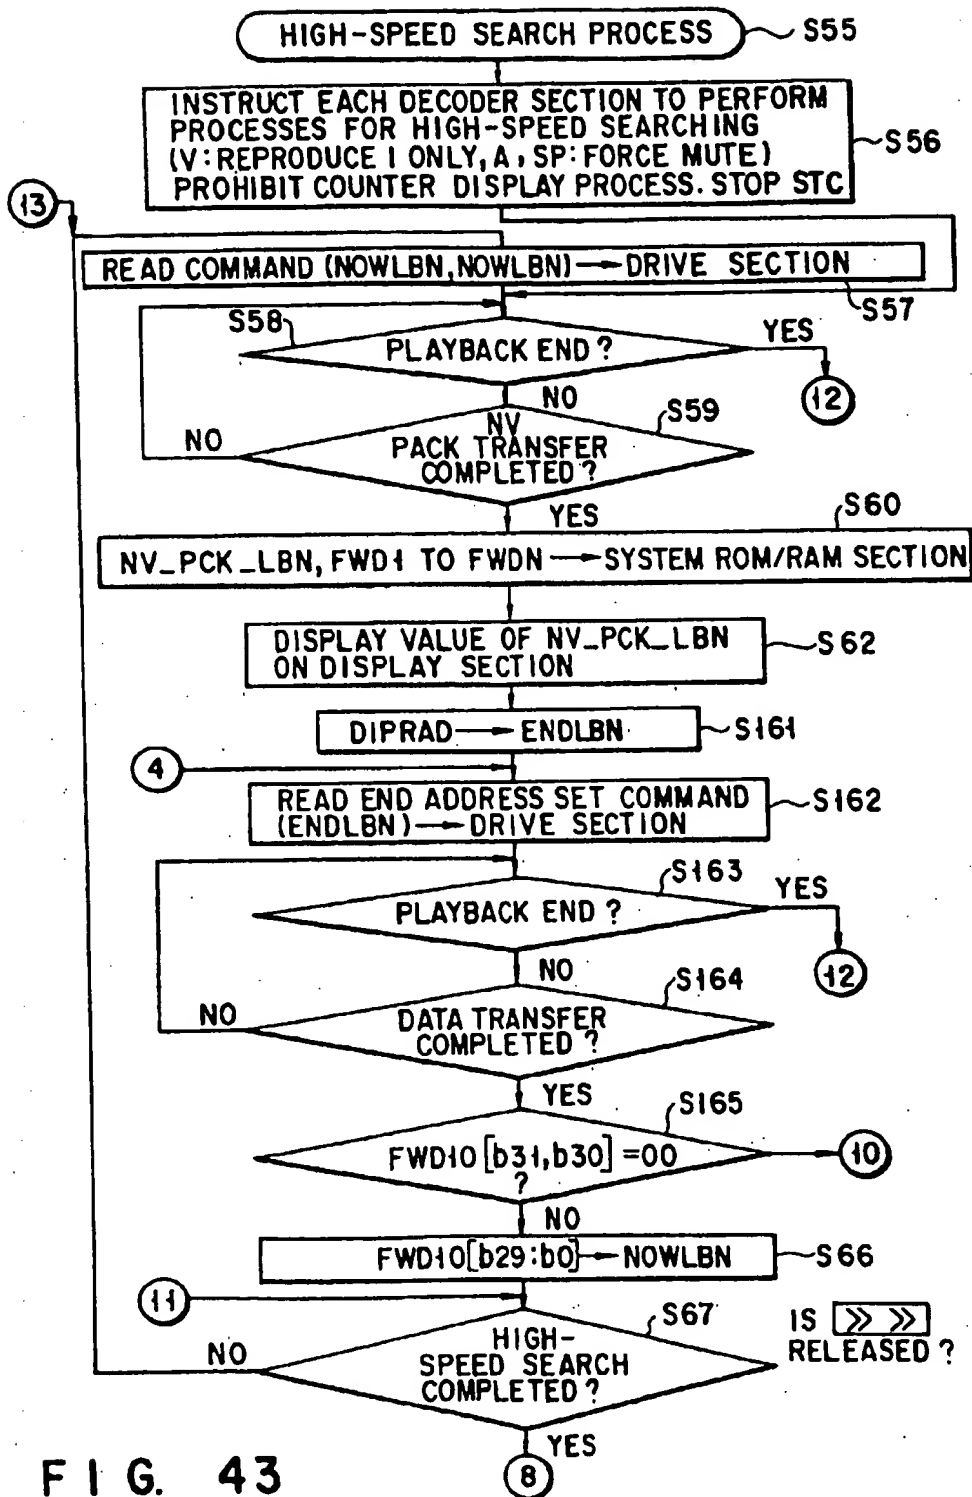 HIGH-SPEED SEARCH PROCESS
S55
INSTRUCT EACH DECODER SECTION TO PERFORM
PROCESSES FOR HIGH-SPEED SEARCHING
(V:REPRODUCE I ONLY, A, SP:FORCE MUTE)
PROHIBIT COUNTER DISPLAY PROCESS. STOP STC
S56
13
READ COMMAND (NOWLBN,NOWLBN) → DRIVE SECTION
S57
S58
PLAYBACK END ?
YES
12
NO
S59
NV
PACK TRANSFER
COMPLETED ?
NO
YES
S60
NV_PCK_LBN, FWD1 TO FWDN → SYSTEM ROM/RAM SECTION
DISPLAY VALUE OF NV_PCK_LBN
ON DISPLAY SECTION
S62
DIPRAD → ENDLBN
S161
4
READ END ADDRESS SET COMMAND
(ENDLBN) → DRIVE SECTION
S162
S163
PLAYBACK END ?
YES
12
NO
S164
DATA TRANSFER
COMPLETED ?
NO
YES
S165
FWD10 [b31,b30] =00
?
10
NO
FWD10[b29:b0] → NOWLBN
S66
11
S67
HIGH-
SPEED SEARCH
COMPLETED ?
NO
IS ≫ ≫
RELEASED ?
YES
8
FIG. 43